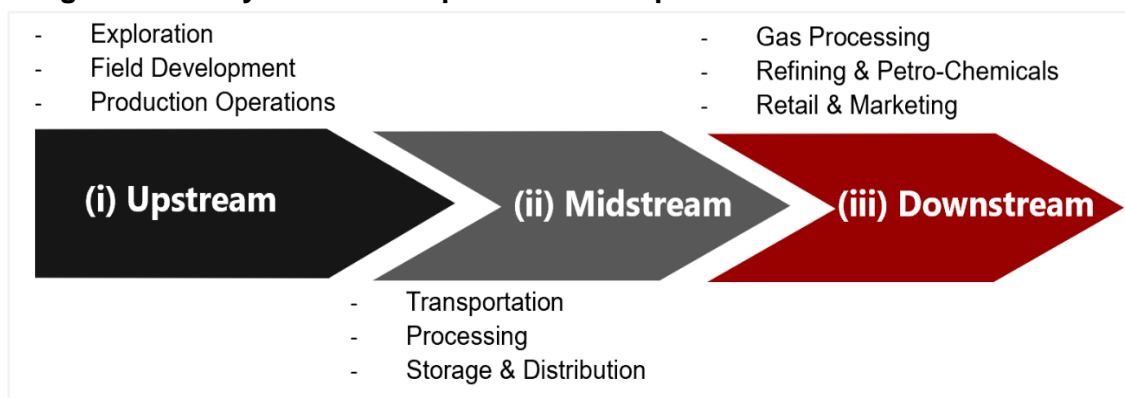 - Exploration
- Field Development
- Production Operations
- Gas Processing
- Refining & Petro-Chemicals
- Retail & Marketing
(i) Upstream
(ii) Midstream
(iii) Downstream
- Transportation
- Processing
- Storage & Distribution